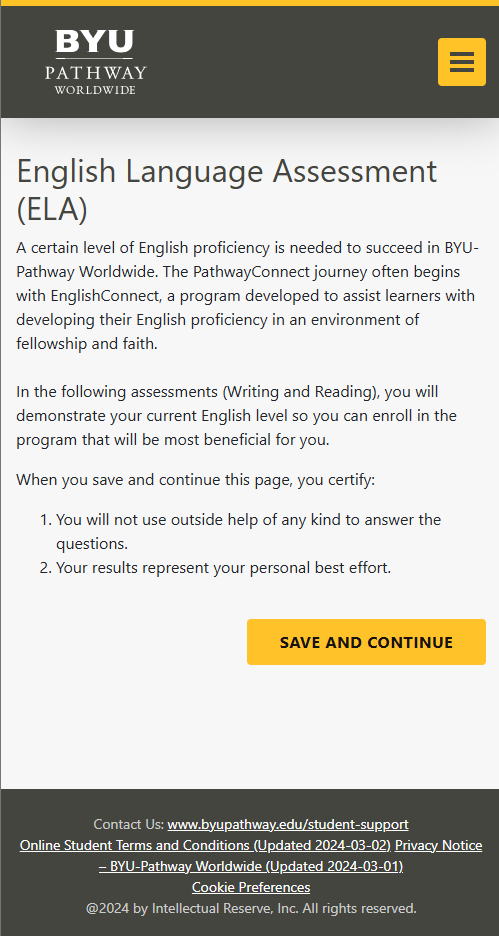 BYU
PATHWAY
WORLDWIDE
English Language Assessment
(ELA)
A certain level of English proficiency is needed to succeed in BYU-
Pathway Worldwide. The PathwayConnect journey often begins
with EnglishConnect, a program developed to assist learners with
developing their English proficiency in an environment of
fellowship and faith.
In the following assessments (Writing and Reading), you will
demonstrate your current English level so you can enroll in the
program that will be most beneficial for you.
When you save and continue this page, you certify:
1. You will not use outside help of any kind to answer the
questions.
2. Your results represent your personal best effort.
SAVE AND CONTINUE
Contact Us: www.byupathway.edu/student-support
Online Student Terms and Conditions (Updated 2024-03-02) Privacy Notice
– BYU-Pathway Worldwide (Updated 2024-03-01)
Cookie Preferences
@2024 by Intellectual Reserve, Inc. All rights reserved.